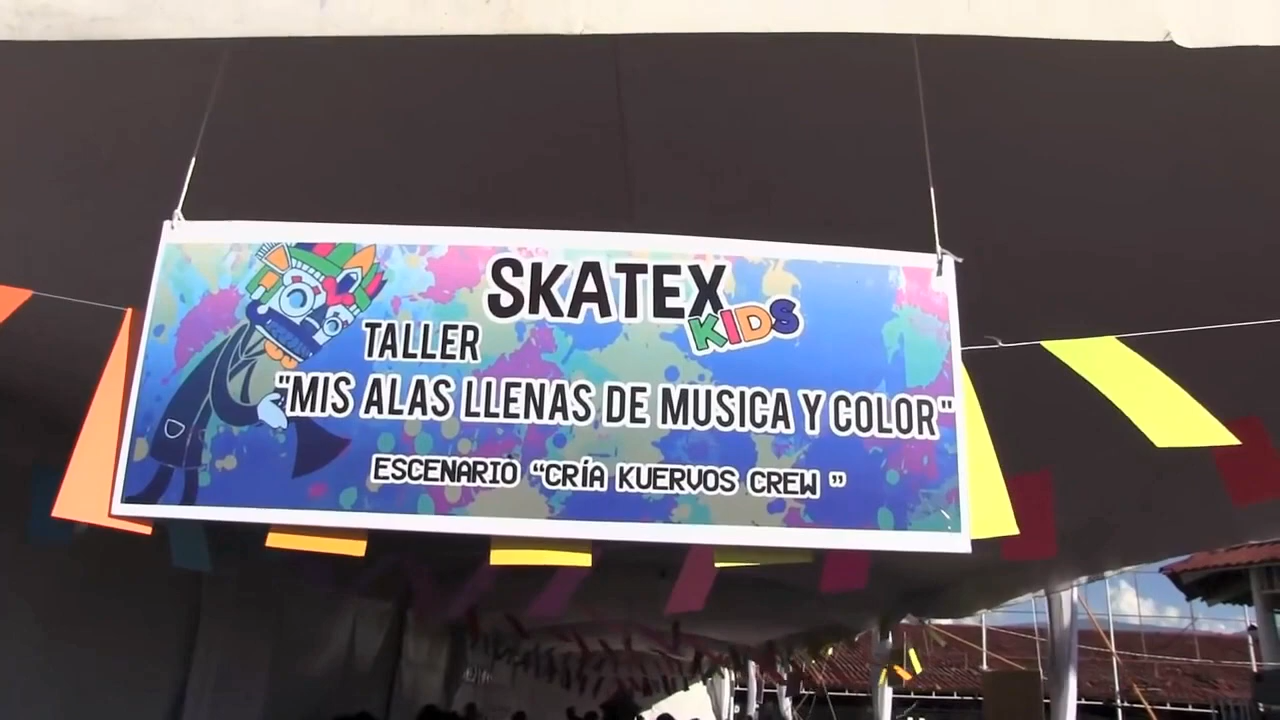 SKATEX
KIDS
TALLER
"MIS ALAS LLENAS DE MUSICA Y COLOR"
ESCENARIO “CRÍA KUERVOS CREW ”